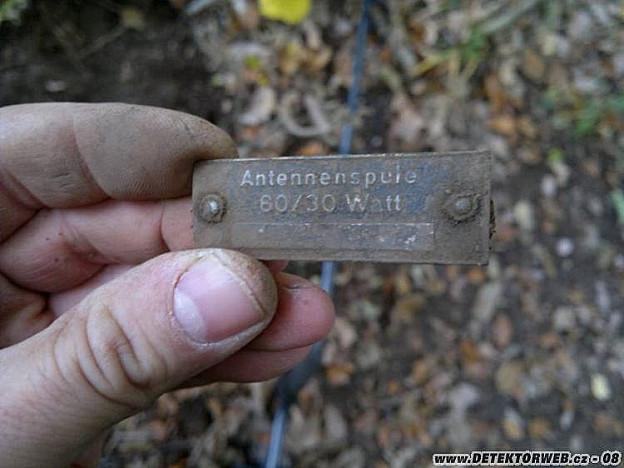 Antennenspule
60/30 Watt
www.DETEKTORWEB.cz - 08